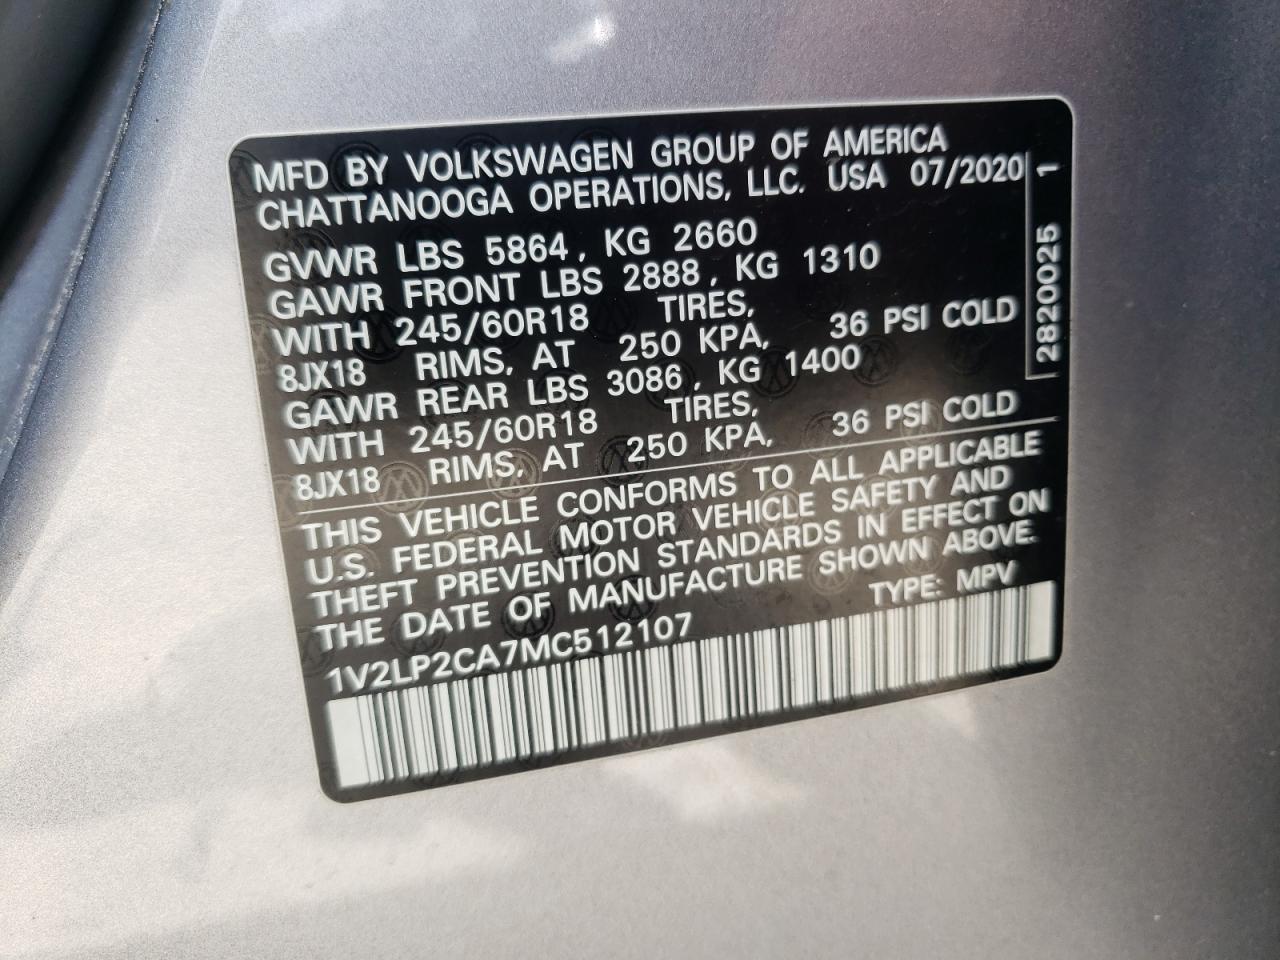 MFD BY VOLKSWAGEN GROUP OF AMERICA
CHATTANOOGA OPERATIONS, LLC. USA 07/2020
GVWR LBS 5864, KG 2660
GAWR FRONT LBS 2888, KG 1310
WITH 245/60R18 TIRES,
8JX18 RIMS, AT 250 KPA, 36 PSI COLD
GAWR REAR LBS 3086, KG 1400
WITH 245/60R18 TIRES,
8JX18 RIMS, AT 250 KPA, 36 PSI COLD
THIS VEHICLE CONFORMS TO ALL APPLICABLE
U.S. FEDERAL MOTOR VEHICLE SAFETY AND
THEFT PREVENTION STANDARDS IN EFFECT ON
THE DATE OF MANUFACTURE SHOWN ABOVE.
1V2LP2CA7MC512107 TYPE: MPV
2820025 1